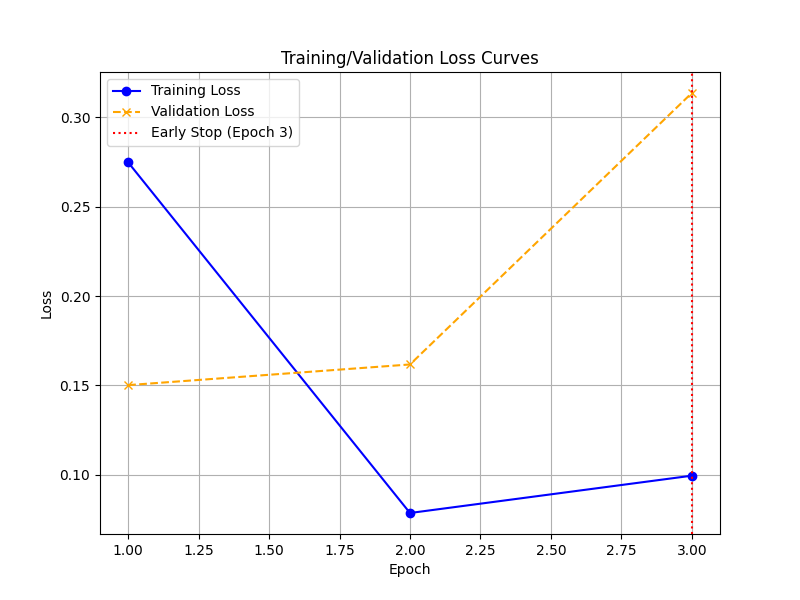 Training/Validation Loss Curves
Training Loss
Validation Loss
Early Stop (Epoch 3)
0.30
0.25
0.20
0.15
0.10
Loss
1.00 1.25 1.50 1.75 2.00 2.25 2.50 2.75 3.00
Epoch